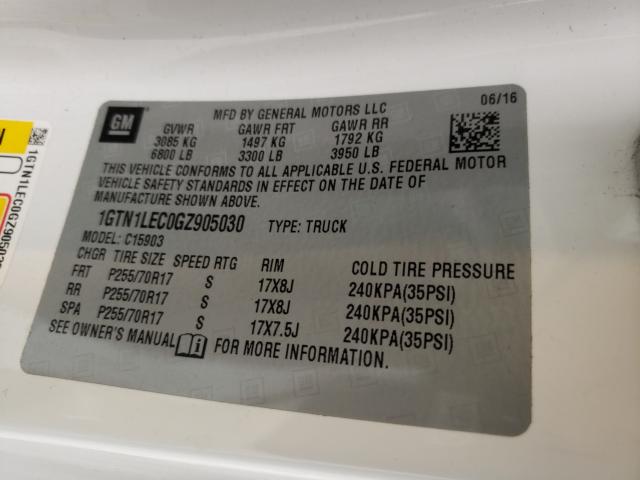 GM
MFD BY GENERAL MOTORS LLC
06/16
GVWR GAWR FRT GAWR RR
3085 KG 1497 KG 1792 KG
6800 LB 3300 LB 3950 LB
THIS VEHICLE CONFORMS TO ALL APPLICABLE U.S. FEDERAL MOTOR
VEHICLE SAFETY STANDARDS IN EFFECT ON THE DATE OF
MANUFACTURE SHOWN ABOVE.
1GTN1LEC0GZ905030 TYPE: TRUCK
MODEL: C15903
CHGR TIRE SIZE SPEED RTG RIM COLD TIRE PRESSURE
FRT P255/70R17 S 17X8J 240KPA(35PSI)
RR P255/70R17 S 17X8J 240KPA(35PSI)
SPA P255/70R17 S 17X7.5J 240KPA(35PSI)
SEE OWNER'S MANUAL FOR MORE INFORMATION.
1GTN1LEC0GZ905030